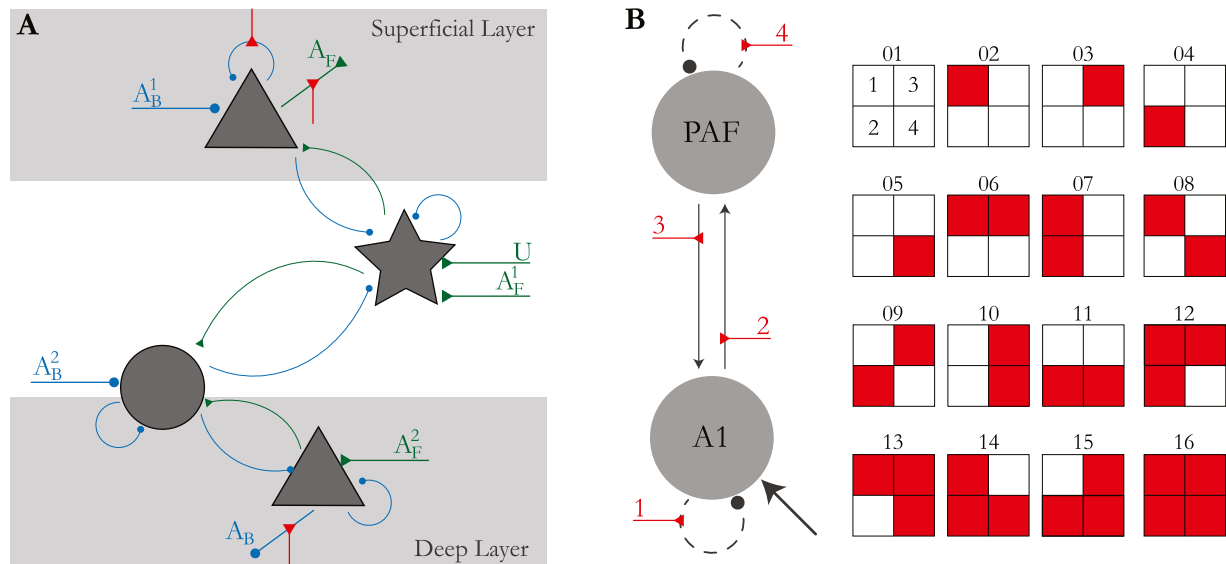 A
Superficial Layer
A_F
A_B^1
U
A_F^1
A_B^2
A_F^2
A_B
Deep Layer
B
4
PAF
3
2
A1
1
01 02 03 04
1 3
2 4
05 06 07 08
09 10 11 12
13 14 15 16